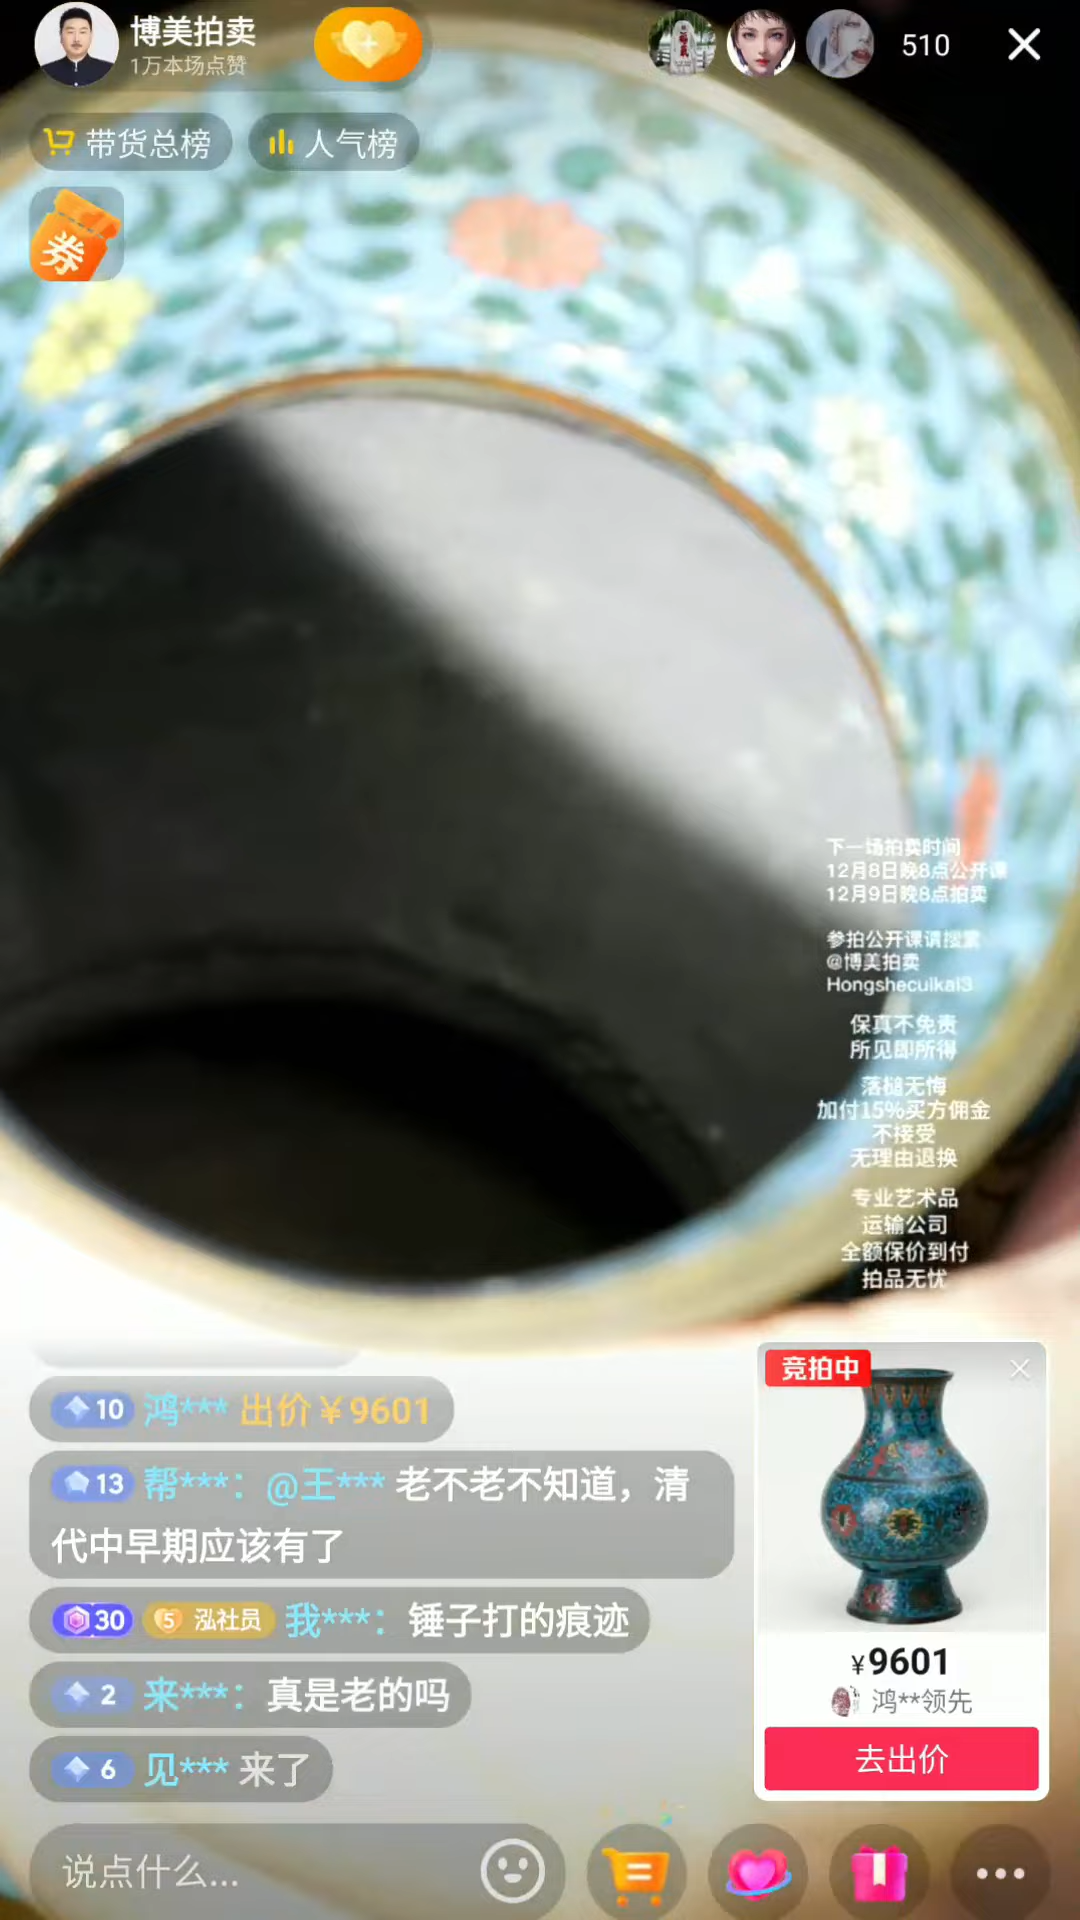 博美拍卖
1万本场点赞
510
带货总榜
人气榜
券
下一场拍卖时间
12月8日晚8点公开课
12月9日晚8点拍卖
参拍公开课请搜索
@博美拍卖
Hongshecuikai3
保真不免责
所见即所得
落槌无悔
加付15%买方佣金
不接受
无理由退换
专业艺术品
运输公司
全额保价到付
拍品无忧
10 鸿*** 出价￥9601
13 帮***：@王*** 老不老不知道，清
代中早期应该有了
30 5 泓社员 我***：锤子打的痕迹
2 来***：真是老的吗
6 见*** 来了
竞拍中
¥9601
鸿**领先
去出价
说点什么...